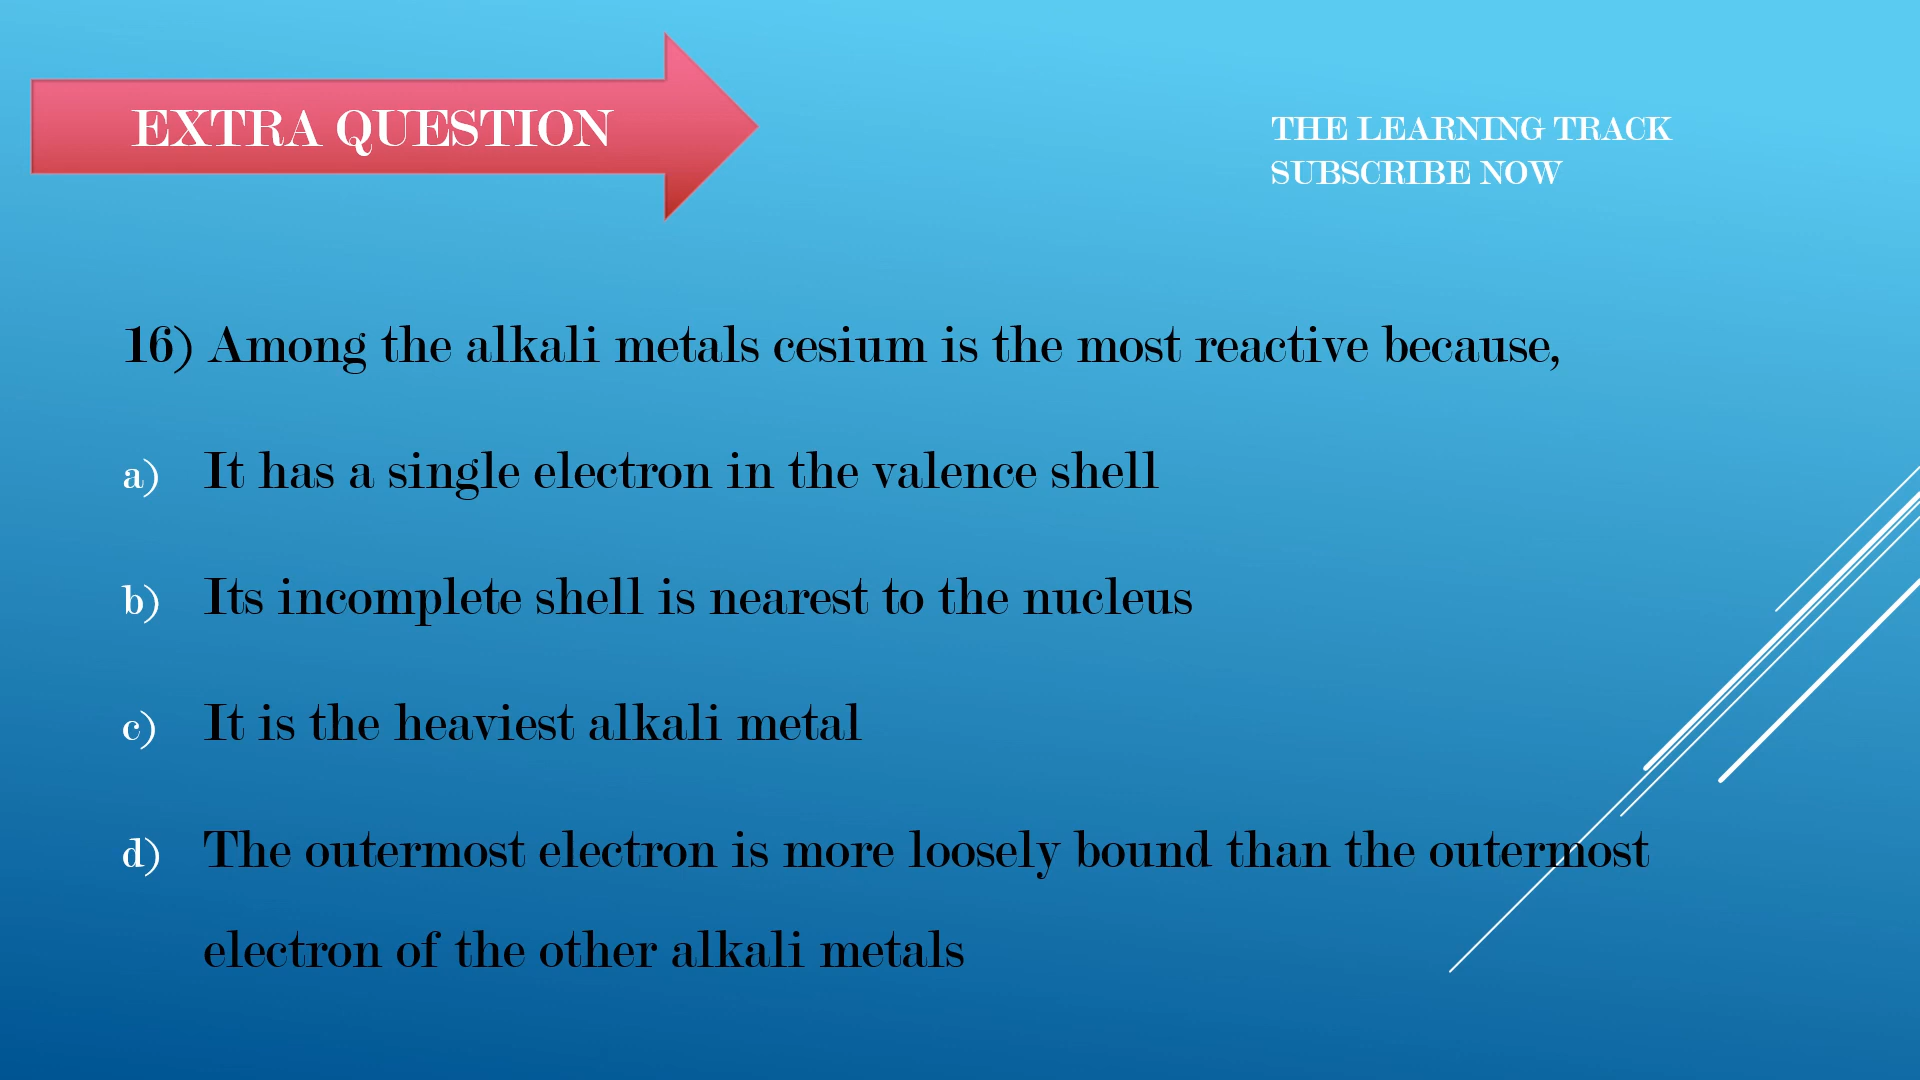 EXTRA QUESTION
THE LEARNING TRACK
SUBSCRIBE NOW
16) Among the alkali metals cesium is the most reactive because,
a) It has a single electron in the valence shell
b) Its incomplete shell is nearest to the nucleus
c) It is the heaviest alkali metal
d) The outermost electron is more loosely bound than the outermost
electron of the other alkali metals